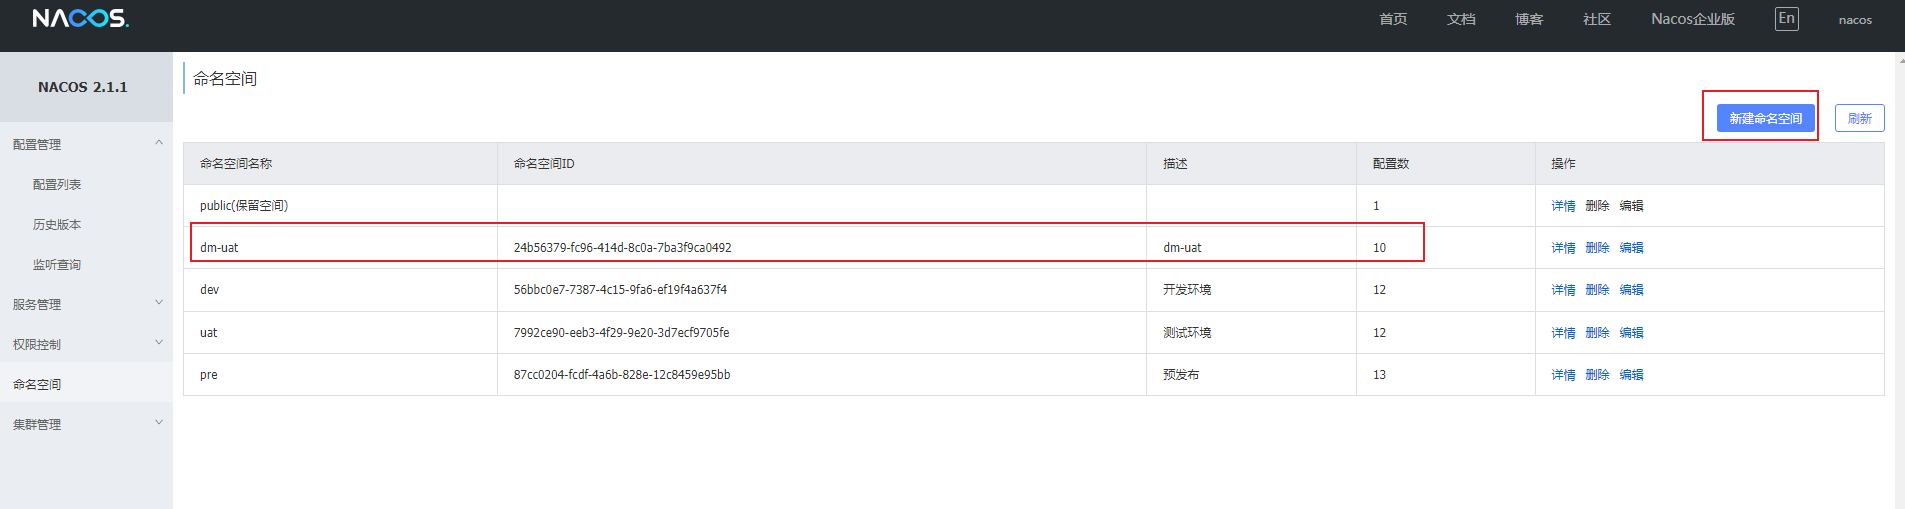 NACOS. 首页 文档 博客 社区 Nacos企业版 En nacos
NACOS 2.1.1
配置管理
配置列表
历史版本
监听查询
服务管理
权限控制
命名空间
集群管理
命名空间
新建命名空间 刷新
命名空间名称 命名空间ID 描述 配置数 操作
public(保留空间) 1 详情 删除 编辑
dm-uat 24b56379-fc96-414d-8c0a-7ba3f9ca0492 dm-uat 10 详情 删除 编辑
dev 56bbc0e7-7387-4c15-9fa6-ef19f4a637f4 开发环境 12 详情 删除 编辑
uat 7992ce90-eeb3-4f29-9e20-3d7ecf9705fe 测试环境 12 详情 删除 编辑
pre 87cc0204-fcdf-4a6b-828e-12c8459e95bb 预发布 13 详情 删除 编辑